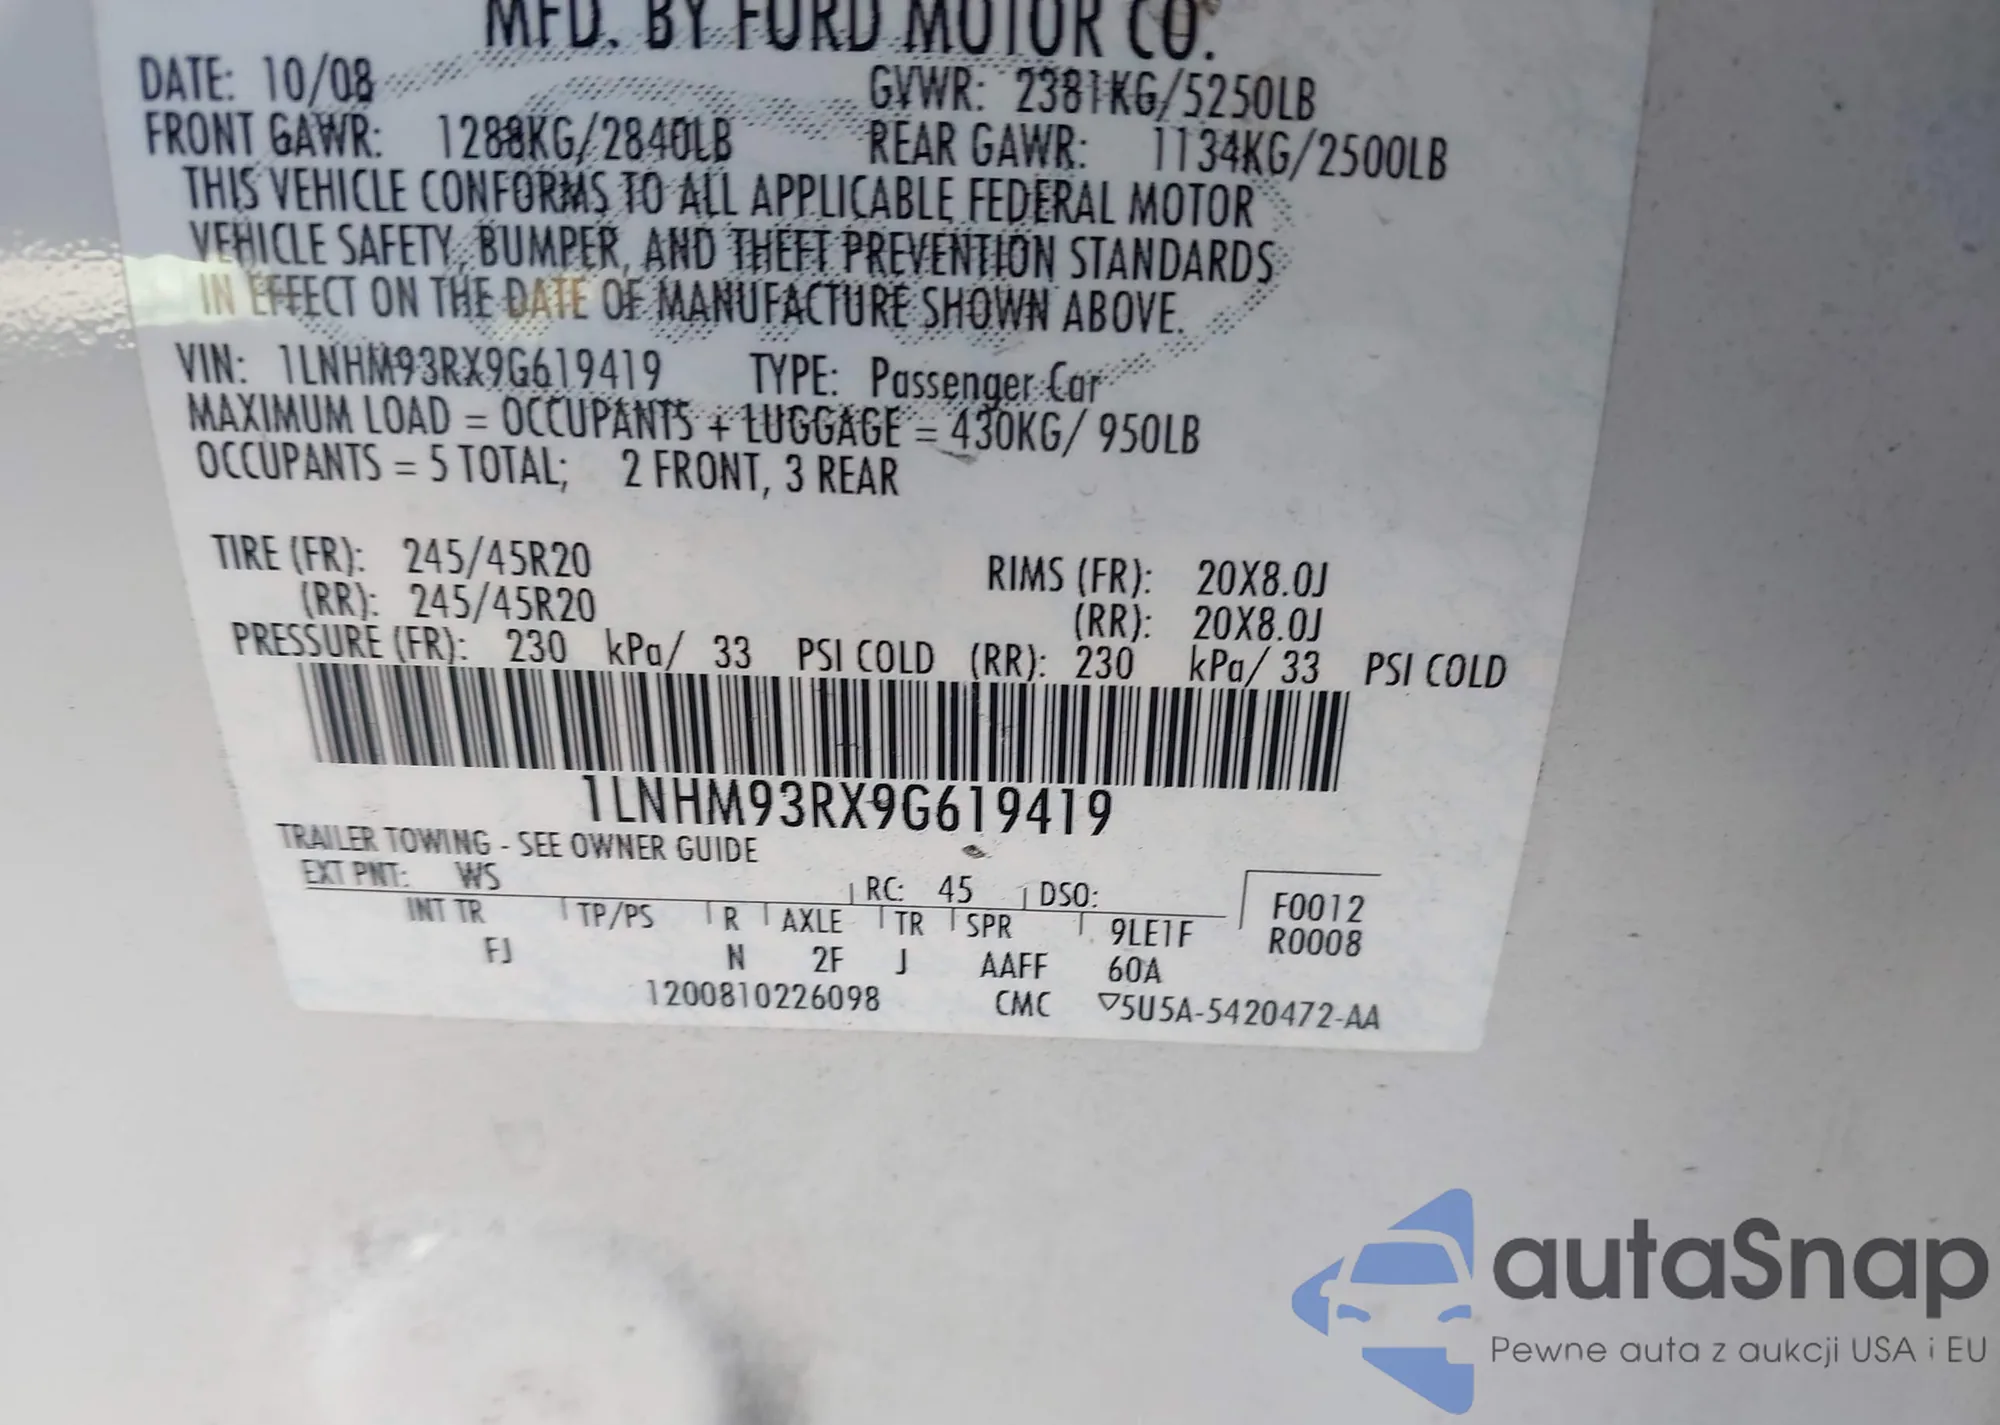 MFD. BY FORD MOTOR CO.
DATE: 10/08 GVWR: 2381KG/5250LB
FRONT GAWR: 1288KG/2840LB REAR GAWR: 1134KG/2500LB
THIS VEHICLE CONFORMS TO ALL APPLICABLE FEDERAL MOTOR
VEHICLE SAFETY, BUMPER, AND THEFT PREVENTION STANDARDS
IN EFFECT ON THE DATE OF MANUFACTURE SHOWN ABOVE.
VIN: 1LNHM93RX9G619419 TYPE: Passenger Car
MAXIMUM LOAD = OCCUPANTS + LUGGAGE = 430KG/ 950LB
OCCUPANTS = 5 TOTAL; 2 FRONT, 3 REAR
TIRE (FR): 245/45R20 RIMS (FR): 20X8.0J
(RR): 245/45R20 (RR): 20X8.0J
PRESSURE (FR): 230 kPa/ 33 PSI COLD (RR): 230 kPa/ 33 PSI COLD
1LNHM93RX9G619419
TRAILER TOWING - SEE OWNER GUIDE
EXT PNT: WS RC: 45 DSO:
INT TR TP/PS R AXLE TR SPR 9LE1F F0012
FJ N 2F J AAFF 60A R0008
1200810226098 CMC ▽5U5A-5420472-AA
autaSnap
Pewne auta z aukcji USA i EU